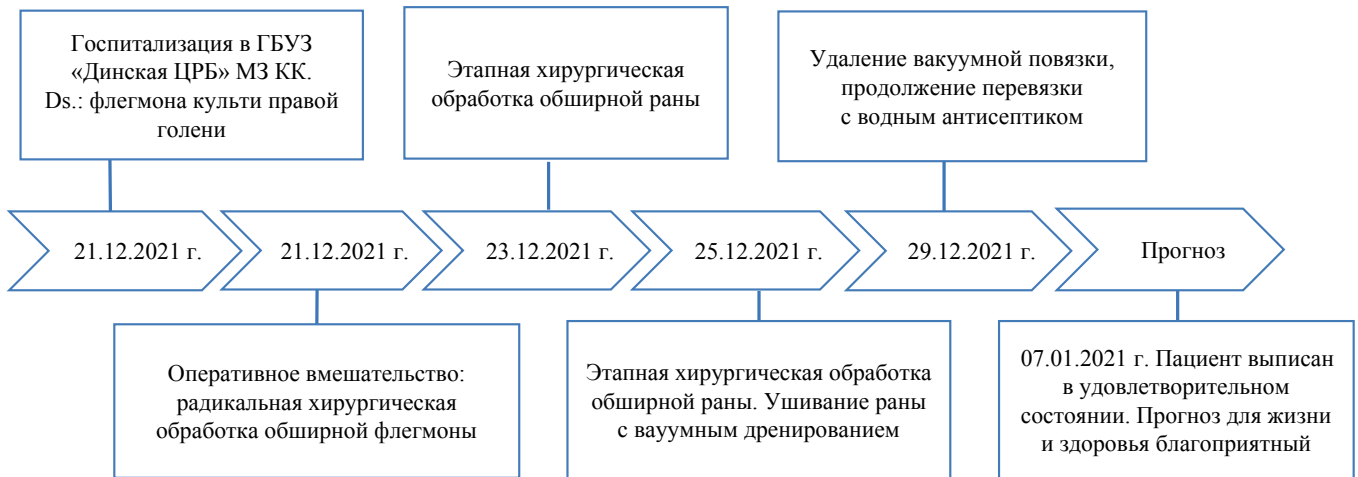 Госпитализация в ГБУЗ
«Динская ЦРБ» МЗ КК.
Ds.: флегмона культи правой
голени
Этапная хирургическая
обработка обширной раны
Удаление вакуумной повязки,
продолжение перевязки
с водным антисептиком
21.12.2021 г.
21.12.2021 г.
23.12.2021 г.
25.12.2021 г.
29.12.2021 г.
Прогноз
Оперативное вмешательство:
радикальная хирургическая
обработка обширной флегмоны
Этапная хирургическая обработка
обширной раны. Ушивание раны
с вауумным дренированием
07.01.2021 г. Пациент выписан
в удовлетворительном
состоянии. Прогноз для жизни
и здоровья благоприятный